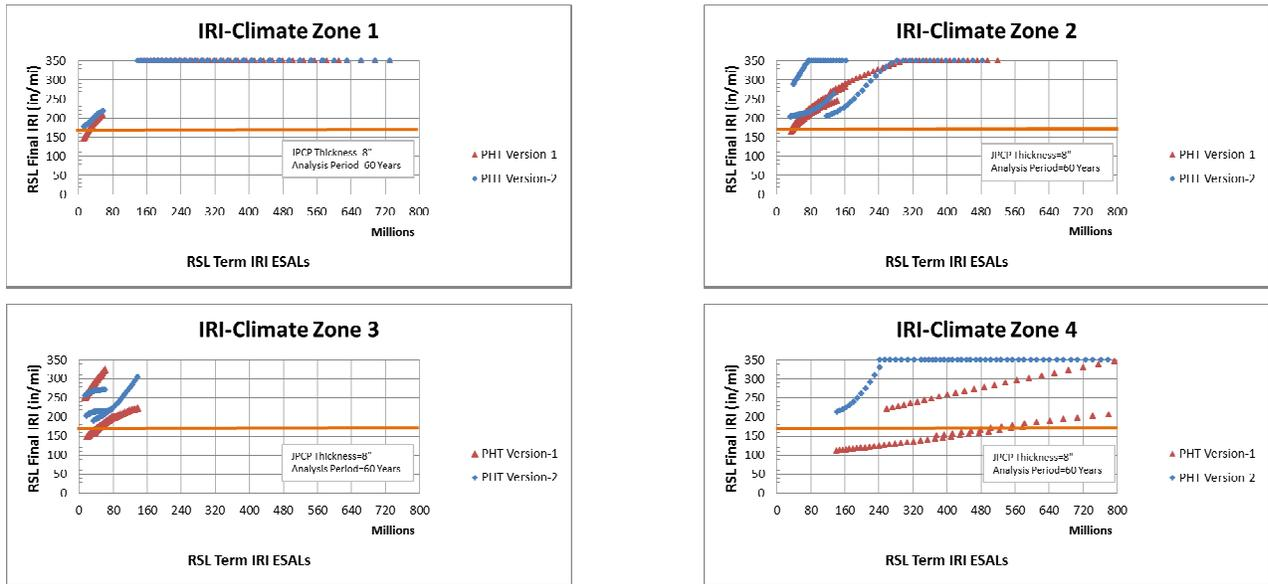 IRI-Climate Zone 1
RSL Final IRI (in/mi)
350
300
250
200
150
100
50
0
0 80 160 240 320 400 480 560 640 720 800
Millions
RSL Term IRI ESALs
JPCP Thickness 8"
Analysis Period 60 Years
PHT Version 1
PHT Version-2
IRI-Climate Zone 2
RSL Final IRI (in/mi)
350
300
250
200
150
100
50
0
0 80 160 240 320 400 480 560 640 720 800
Millions
RSL Term IRI ESALs
JPCP Thickness=8"
Analysis Period=60 Years
PHT Version 1
PHT Version-2
IRI-Climate Zone 3
RSL Final IRI (in/mi)
350
300
250
200
150
100
50
0
0 80 160 240 320 400 480 560 640 720 800
Millions
RSL Term IRI ESALs
JPCP Thickness=8"
Analysis Period=60 Years
PHT Version-1
PHT Version-2
IRI-Climate Zone 4
RSL Final IRI (in/mi)
350
300
250
200
150
100
50
0
0 80 160 240 320 400 480 560 640 720 800
Millions
RSL Term IRI ESALs
JPCP Thickness=8"
Analysis Period=60 Years
PHT Version-1
PHT Version 2